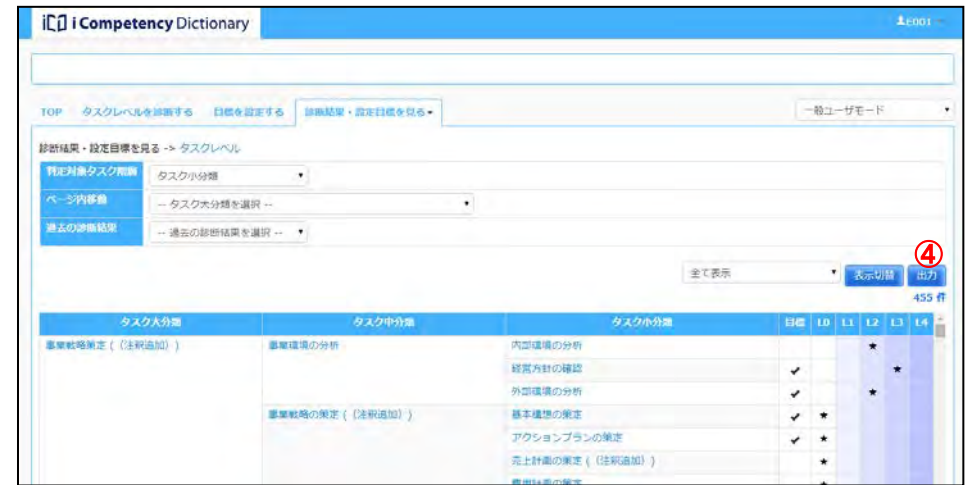 iCD i Competency Dictionary
E001
TOP タスクレベルを診断する 目標を設定する 診断結果・設定目標を見る 一般ユーザモード
診断結果・設定目標を見る -> タスクレベル
判定対象タスク階層 タスク小分類
ページ内移動 -- タスク大分類を選択 --
過去の診断結果 -- 過去の診断結果を選択 --
④
全て表示 表示切替 出力
455 件
タスク大分類 タスク中分類 タスク小分類 目標 L0 L1 L2 L3 L4
事業戦略策定 (（注釈追加）) 事業環境の分析 内部環境の分析 ★
経営方針の確認 ✔ ★
外部環境の分析 ✔ ★
事業戦略の策定 (（注釈追加）) 基本構想の策定 ✔ ★
アクションプランの策定 ✔ ★
売上計画の策定 (（注釈追加）) ★